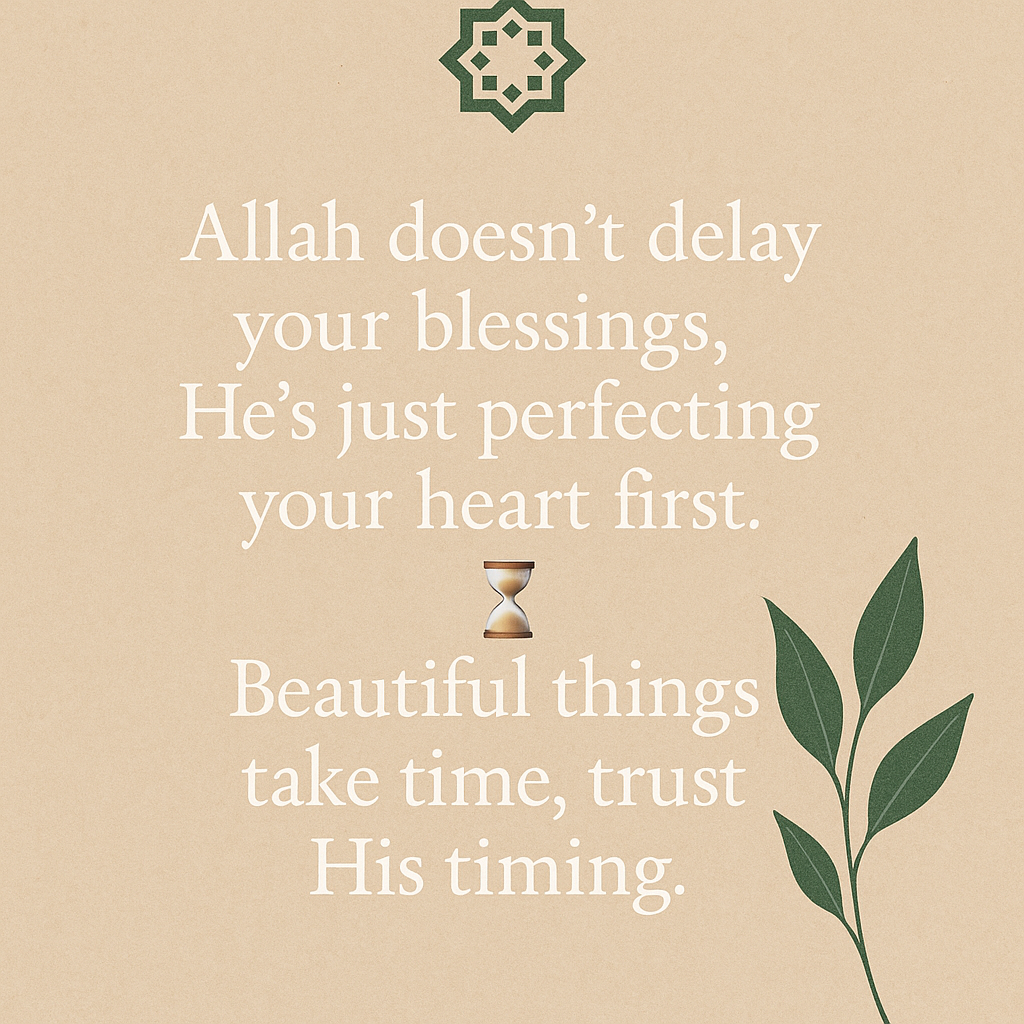 Allah doesn’t delay
your blessings,
He’s just perfecting
your heart first.
⏳
Beautiful things
take time, trust
His timing.